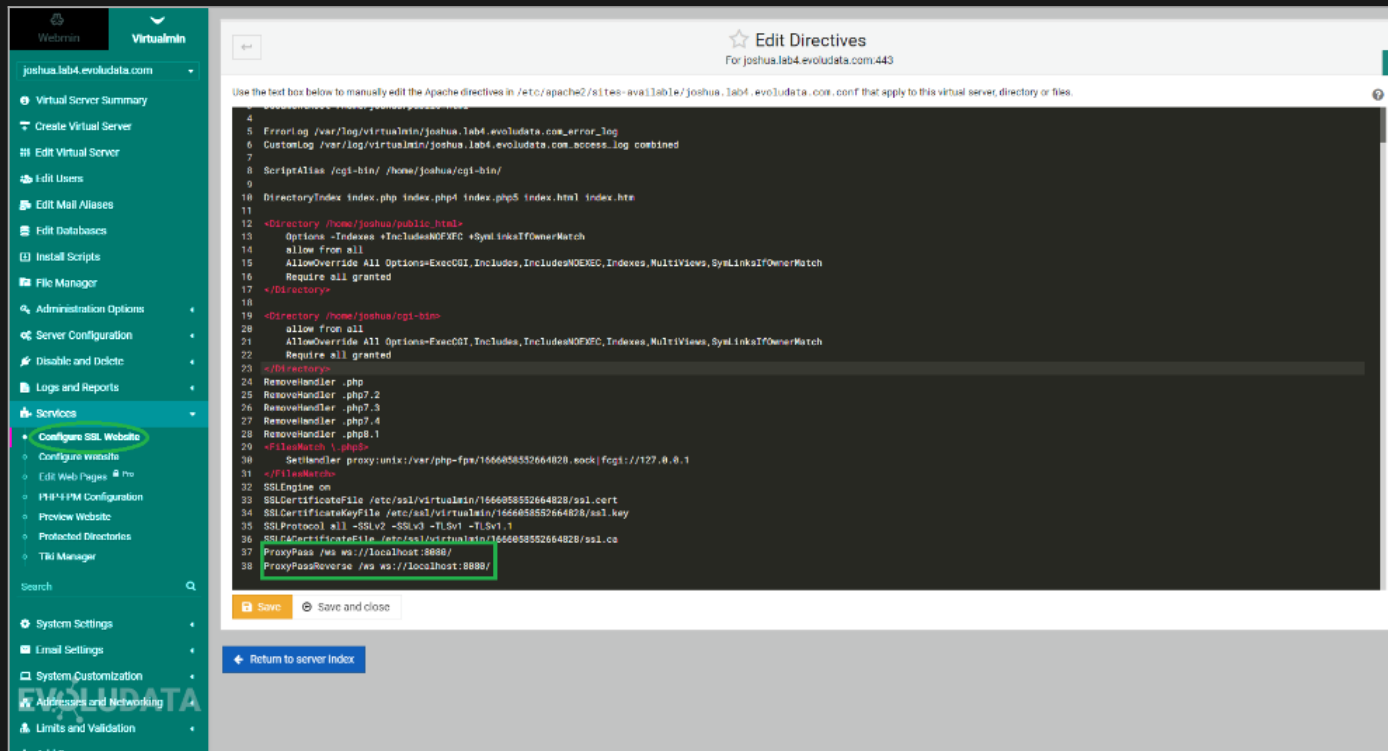 Webmin
Virtualmin
joshua.lab4.evoludata.com
Virtual Server Summary
Create Virtual Server
Edit Virtual Server
Edit Users
Edit Mail Aliases
Edit Databases
Install Scripts
File Manager
Administration Options
Server Configuration
Disable and Delete
Logs and Reports
Services
Configure SSL Website
Configure Website
Edit Web Pages Pro
PHP-FPM Configuration
Preview Website
Protected Directories
Tiki Manager
Search
System Settings
Email Settings
System Customization
Addresses and Networking
EVOLUDATA
Limits and Validation
Edit Directives
For joshua.lab4.evoludata.com:443
Use the text box below to manually edit the Apache directives in /etc/apache2/sites-available/joshua.lab4.evoludata.com.conf that apply to this virtual server, directory or files.
4
5 ErrorLog /var/log/virtualmin/joshua.lab4.evoludata.com_error_log
6 CustomLog /var/log/virtualmin/joshua.lab4.evoludata.com_access_log combined
7
8 ScriptAlias /cgi-bin/ /home/joshua/cgi-bin/
9
10 DirectoryIndex index.php index.php4 index.php5 index.html index.htm
11
12 <Directory /home/joshua/public_html>
13 Options -Indexes +IncludesNOEXEC +SymLinksIfOwnerMatch
14 allow from all
15 AllowOverride All Options=ExecCGI,Includes,IncludesNOEXEC,Indexes,MultiViews,SymLinksIfOwnerMatch
16 Require all granted
17 </Directory>
18
19 <Directory /home/joshua/cgi-bin>
20 allow from all
21 AllowOverride All Options=ExecCGI,Includes,IncludesNOEXEC,Indexes,MultiViews,SymLinksIfOwnerMatch
22 Require all granted
23 </Directory>
24 RemoveHandler .php
25 RemoveHandler .php7.2
26 RemoveHandler .php7.3
27 RemoveHandler .php7.4
28 RemoveHandler .php8.1
29 <FilesMatch \.php$>
30 SetHandler proxy:unix:/var/php-fpm/1666058552664828.sock|fcgi://127.0.0.1
31 </FilesMatch>
32 SSLEngine on
33 SSLCertificateFile /etc/ssl/virtualmin/1666058552664828/ssl.cert
34 SSLCertificateKeyFile /etc/ssl/virtualmin/1666058552664828/ssl.key
35 SSLProtocol all -SSLv2 -SSLv3 -TLSv1 -TLSv1.1
36 SSLCACertificateFile /etc/ssl/virtualmin/1666058552664828/ssl.ca
37 ProxyPass /ws ws://localhost:8080/
38 ProxyPassReverse /ws ws://localhost:8080/
Save
Save and close
Return to server index